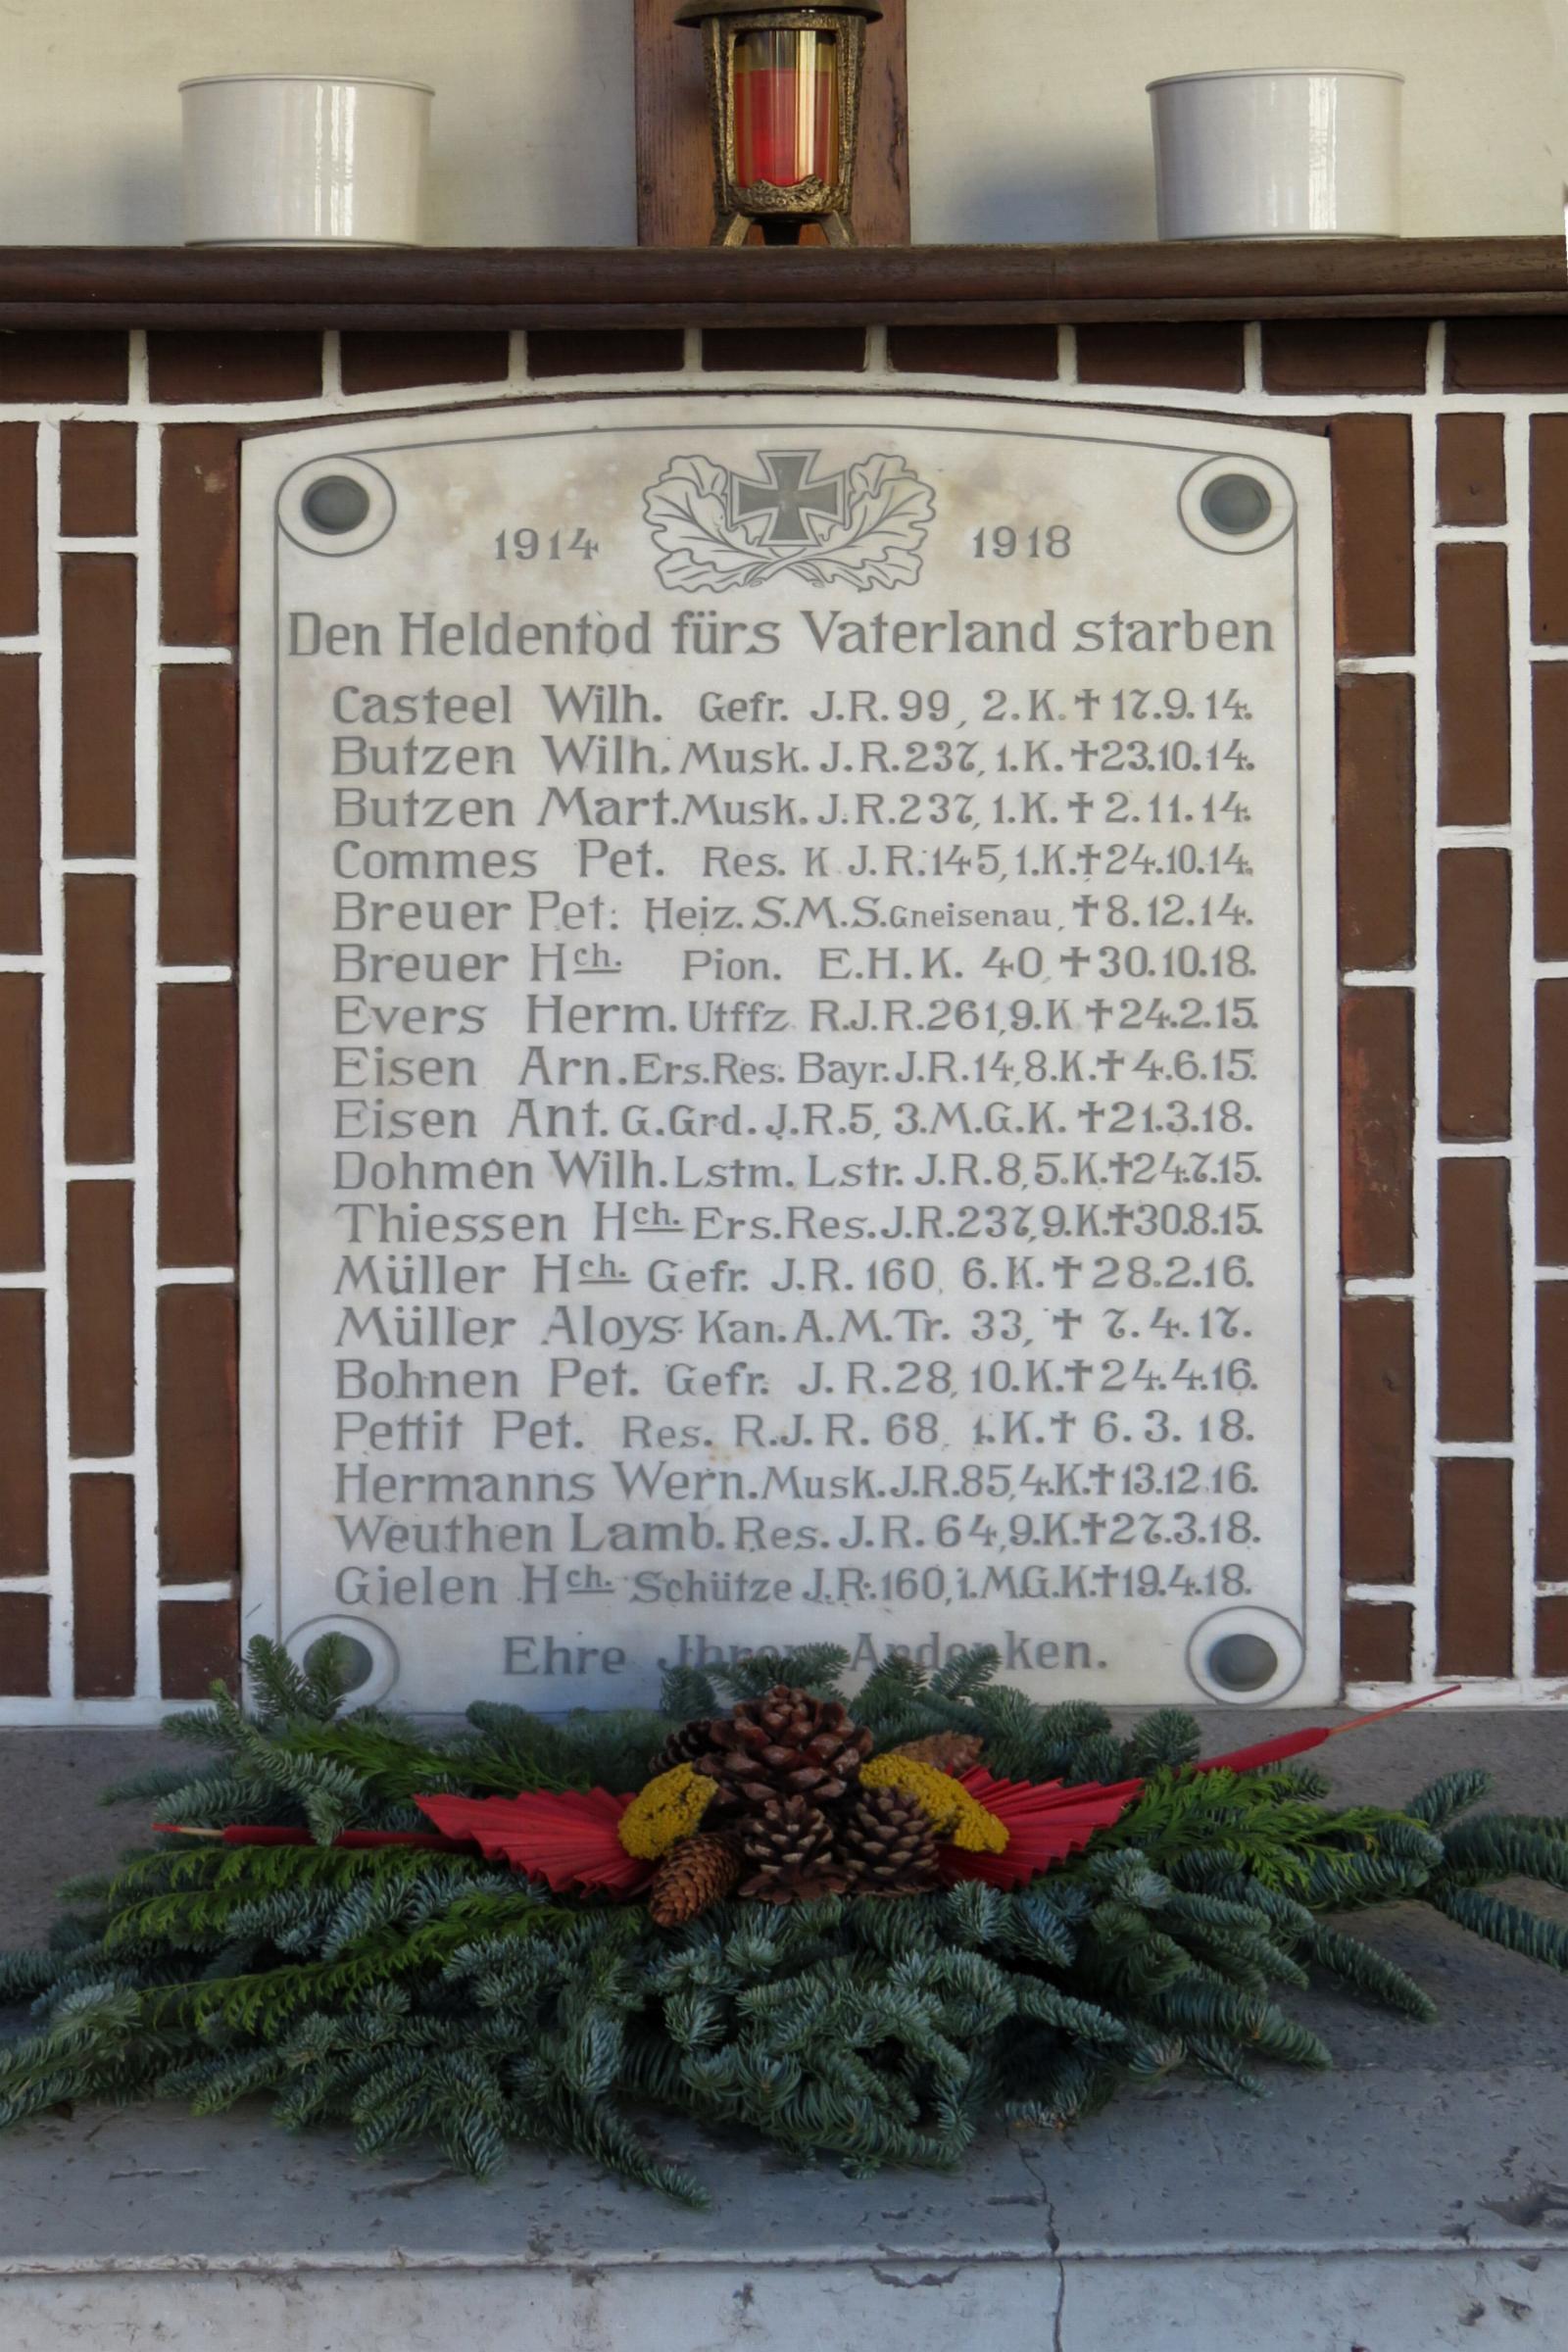 1914 1918
Den Heldentod fürs Vaterland starben
Casteel Wilh. Gefr. J.R. 99, 2. K. † 17.9.14.
Butzen Wilh. Musk. J.R. 237, 1.K. † 23.10.14.
Butzen Mart. Musk. J.R. 237, 1.K. † 2.11.14.
Commes Pet. Res. K J.R. 145, 1.K. † 24.10.14.
Breuer Pet. Heiz. S.M.S. Gneisenau, † 8.12.14.
Breuer Hch. Pion. E.H.K. 40, † 30.10.18.
Evers Herm. Utffz R.J.R. 261, 9.K † 24.2.15.
Eisen Arn. Ers. Res. Bayr. J.R. 14, 8.K. † 4.6.15.
Eisen Ant. G. Grd. J.R. 5, 3. M.G.K. † 21.3.18.
Dohmen Wilh. Lstm. Lstr. J.R. 8, 5.K. † 24.7.15.
Thiessen Hch. Ers. Res. J.R. 237, 9.K. † 30.8.15.
Müller Hch. Gefr. J.R. 160, 6. K. † 28.2.16.
Müller Aloys Kan. A.M.Tr. 33, † 7.4.17.
Bohnen Pet. Gefr. J.R. 28, 10.K. † 24.4.16.
Pettit Pet. Res. R.J.R. 68, 1.K. † 6.3.18.
Hermanns Wern. Musk. J.R. 85, 4.K. † 13.12.16.
Weuthen Lamb. Res. J.R. 64, 9.K. † 27.3.18.
Gielen Hch. Schütze J.R. 160, 1. M.G.K. † 19.4.18.
Ehre Ihrem Andenken.